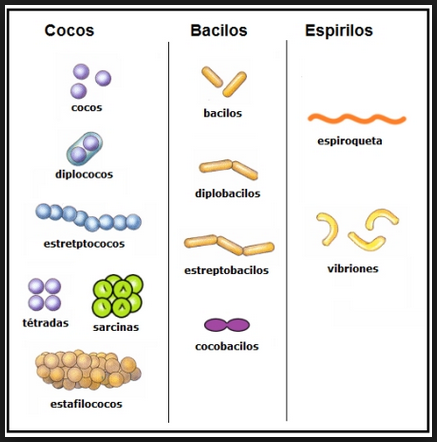 Cocos
cocos
diplococos
estretptococos
tétradas
sarcinas
estafilococos
Bacilos
bacilos
diplobacilos
estreptobacilos
cocobacilos
Espirilos
espiroqueta
vibriones